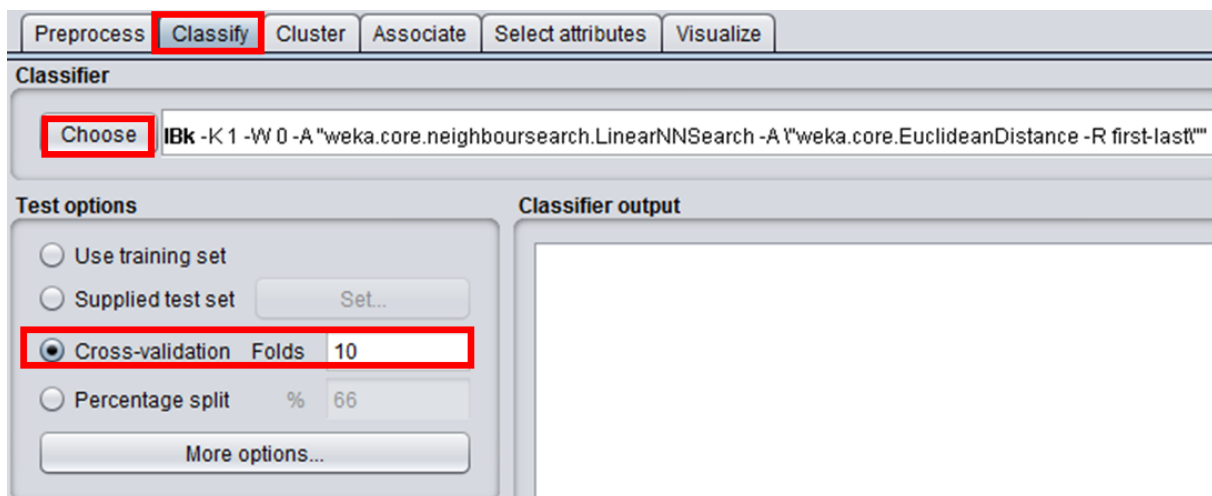 Preprocess Classify Cluster Associate Select attributes Visualize
Classifier
Choose IBk -K 1 -W 0 -A "weka.core.neighboursearch.LinearNNSearch -A \"weka.core.EuclideanDistance -R first-last\""
Test options
Use training set
Supplied test set Set...
Cross-validation Folds 10
Percentage split % 66
More options...
Classifier output